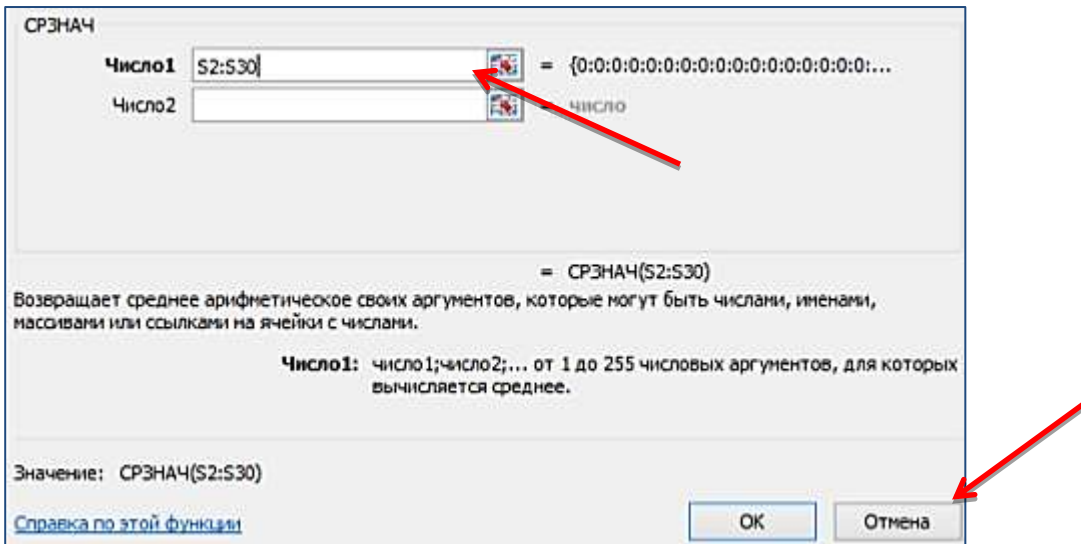 СРЗНАЧ
Число1 S2:S30 = {0:0:0:0:0:0:0:0:0:0:0:0:0:0:0:0:0:...
Число2 = число
= СРЗНАЧ(S2:S30)
Возвращает среднее арифметическое своих аргументов, которые могут быть числами, именами,
массивами или ссылками на ячейки с числами.
Число1: число1;число2;... от 1 до 255 числовых аргументов, для которых
вычисляется среднее.
Значение: СРЗНАЧ(S2:S30)
Справка по этой функции ОК Отмена